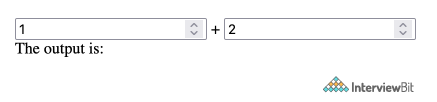 1 + 2
The output is:
InterviewBit